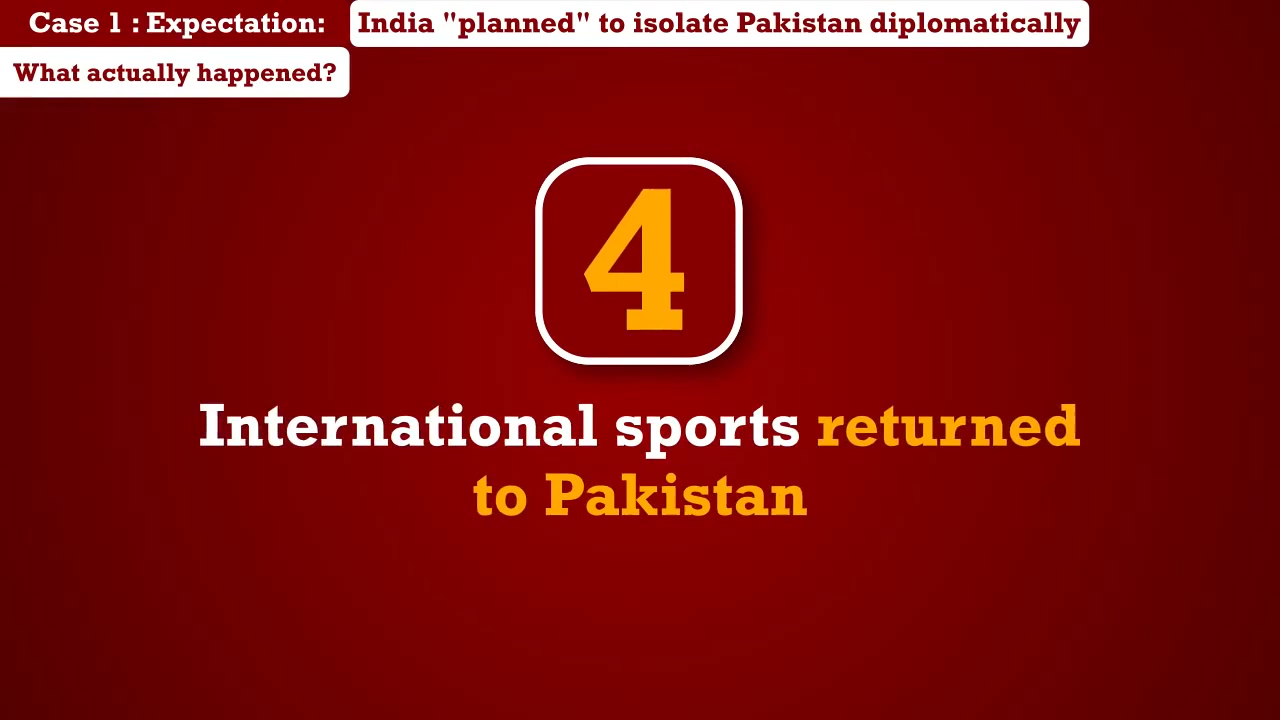 Case 1 : Expectation: India "planned" to isolate Pakistan diplomatically
What actually happened?
4
International sports returned
to Pakistan